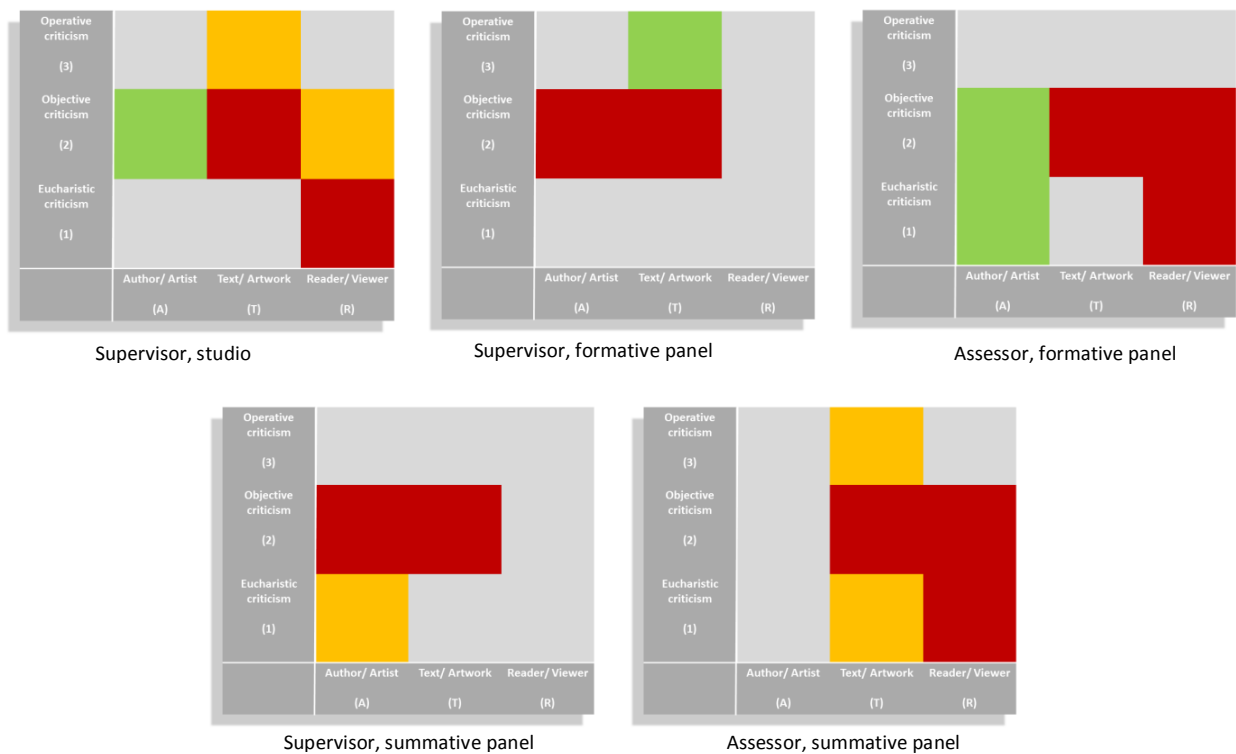 Operative
criticism
(3)
Objective
criticism
(2)
Eucharistic
criticism
(1)
Author/ Artist
(A)
Text/ Artwork
(T)
Reader/ Viewer
(R)
Supervisor, studio
Operative
criticism
(3)
Objective
criticism
(2)
Eucharistic
criticism
(1)
Author/ Artist
(A)
Text/ Artwork
(T)
Reader/ Viewer
(R)
Supervisor, formative panel
Operative
criticism
(3)
Objective
criticism
(2)
Eucharistic
criticism
(1)
Author/ Artist
(A)
Text/ Artwork
(T)
Reader/ Viewer
(R)
Assessor, formative panel
Operative
criticism
(3)
Objective
criticism
(2)
Eucharistic
criticism
(1)
Author/ Artist
(A)
Text/ Artwork
(T)
Reader/ Viewer
(R)
Supervisor, summative panel
Operative
criticism
(3)
Objective
criticism
(2)
Eucharistic
criticism
(1)
Author/ Artist
(A)
Text/ Artwork
(T)
Reader/ Viewer
(R)
Assessor, summative panel